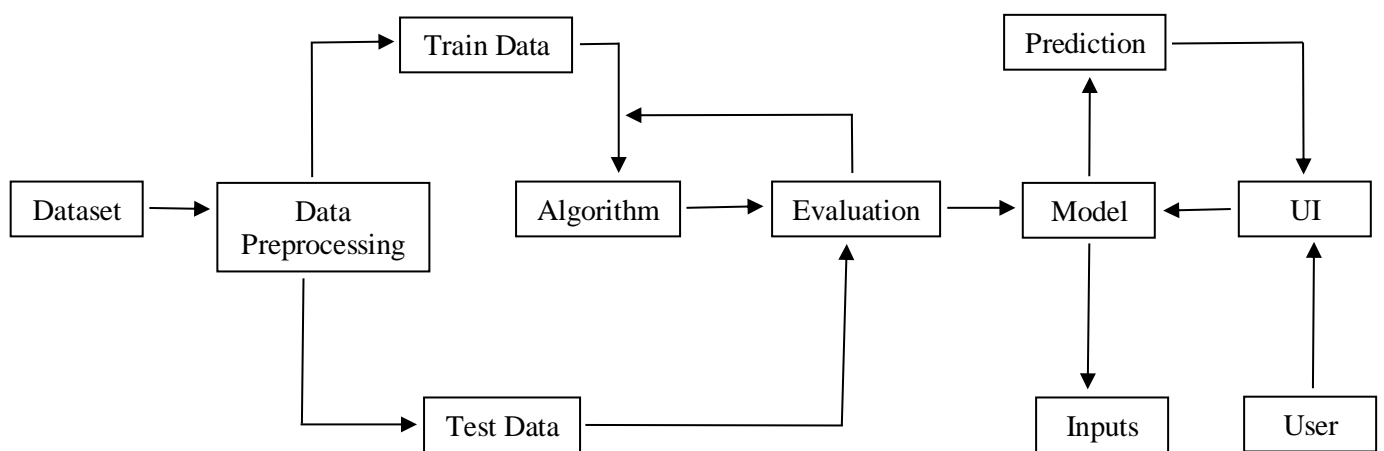 Train Data
Prediction
Dataset
Data
Preprocessing
Algorithm
Evaluation
Model
UI
Test Data
Inputs
User